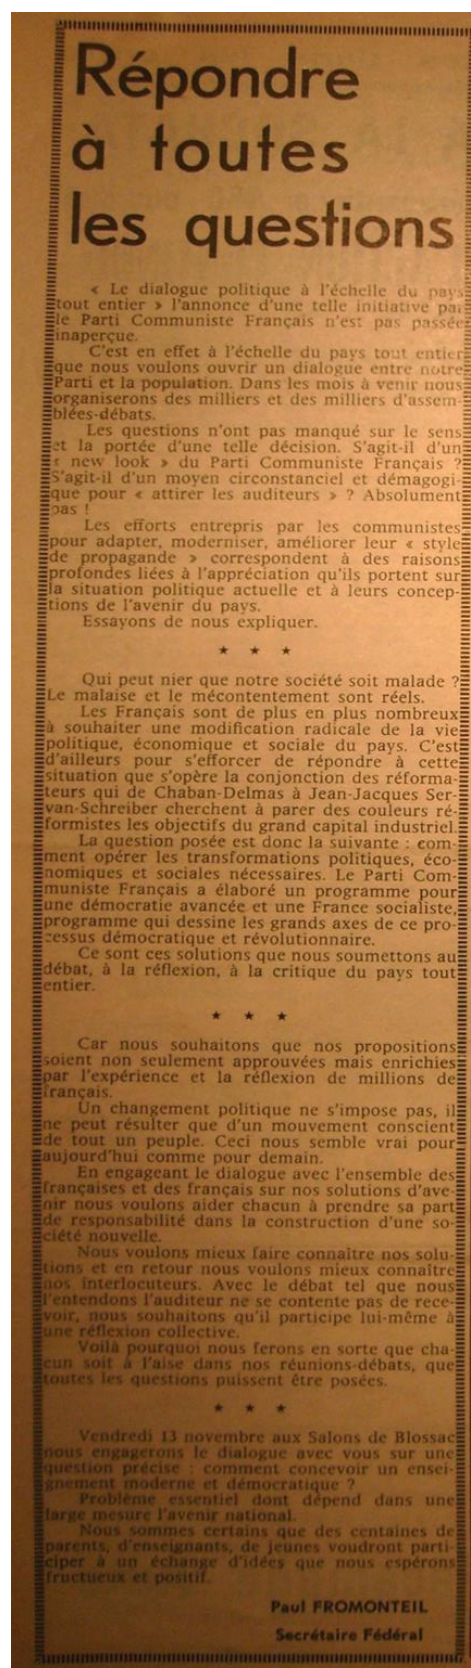 Répondre
à toutes
les questions
« Le dialogue politique à l'échelle du pays
tout entier » l'annonce d'une telle initiative par
le Parti Communiste Français n'est pas passée
inaperçue.
C'est en effet à l'échelle du pays tout entier
que nous voulons ouvrir un dialogue entre notre
Parti et la population. Dans les mois à venir nous
organiserons des milliers et des milliers d'assem-
blées-débats.
Les questions n'ont pas manqué sur le sens
et la portée d'une telle décision. S'agit-il d'un
« new look » du Parti Communiste Français ?
S'agit-il d'un moyen circonstanciel et démagogi-
que pour « attirer les auditeurs » ? Absolument
pas !
Les efforts entrepris par les communistes
pour adapter, moderniser, améliorer leur « style
de propagande » correspondent à des raisons
profondes liées à l'appréciation qu'ils portent sur
la situation politique actuelle et à leurs concep-
tions de l'avenir du pays.
Essayons de nous expliquer.
★ ★ ★
Qui peut nier que notre société soit malade ?
Le malaise et le mécontentement sont réels.
Les Français sont de plus en plus nombreux
à souhaiter une modification radicale de la vie
politique, économique et sociale du pays. C'est
d'ailleurs pour s'efforcer de répondre à cette
situation que s'opère la conjonction des réforma-
teurs qui de Chaban-Delmas à Jean-Jacques Ser-
van-Schreiber cherchent à parer des couleurs ré-
formistes les objectifs du grand capital industriel.
La question posée est donc la suivante : com-
ment opérer les transformations politiques, éco-
nomiques et sociales nécessaires. Le Parti Com-
muniste Français a élaboré un programme pour
une démocratie avancée et une France socialiste,
programme qui dessine les grands axes de ce pro-
cessus démocratique et révolutionnaire.
Ce sont ces solutions que nous soumettons au
débat, à la réflexion, à la critique du pays tout
entier.
★ ★ ★
Car nous souhaitons que nos propositions
soient non seulement approuvées mais enrichies
par l'expérience et la réflexion de millions de
français.
Un changement politique ne s'impose pas, il
ne peut résulter que d'un mouvement conscient
de tout un peuple. Ceci nous semble vrai pour
aujourd'hui comme pour demain.
En engageant le dialogue avec l'ensemble des
françaises et des français sur nos solutions d'ave-
nir nous voulons aider chacun à prendre sa part
de responsabilité dans la construction d'une so-
ciété nouvelle.
Nous voulons mieux faire connaître nos solu-
tions et en retour nous voulons mieux connaître
nos interlocuteurs. Avec le débat tel que nous
l'entendons l'auditeur ne se contente pas de rece-
voir, nous souhaitons qu'il participe lui-même à
une réflexion collective.
Voilà pourquoi nous ferons en sorte que cha-
cun soit à l'aise dans nos réunions-débats, que
toutes les questions puissent être posées.
★ ★ ★
Vendredi 13 novembre aux Salons de Blossac
nous engagerons le dialogue avec vous sur une
question précise : comment concevoir un ensei-
gnement moderne et démocratique ?
Problème essentiel dont dépend dans une
large mesure l'avenir national.
Nous sommes certains que des centaines de
parents, d'enseignants, de jeunes voudront parti-
ciper à un échange d'idées que nous espérons
fructueux et positif.
Paul FROMONTEIL
Secrétaire Fédéral